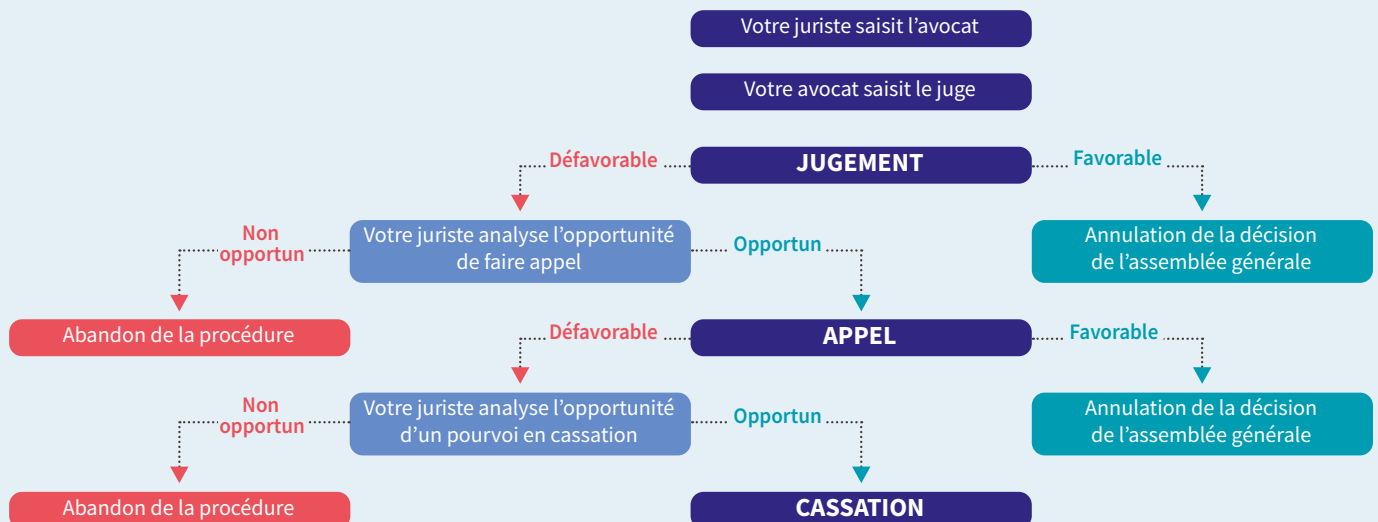 Votre juriste saisit l’avocat
Votre avocat saisit le juge
Défavorable
JUGEMENT
Favorable
Non
opportun
Votre juriste analyse l’opportunité
de faire appel
Opportun
Annulation de la décision
de l’assemblée générale
Abandon de la procédure
Défavorable
APPEL
Favorable
Non
opportun
Votre juriste analyse l’opportunité
d’un pourvoi en cassation
Opportun
Annulation de la décision
de l’assemblée générale
Abandon de la procédure
CASSATION